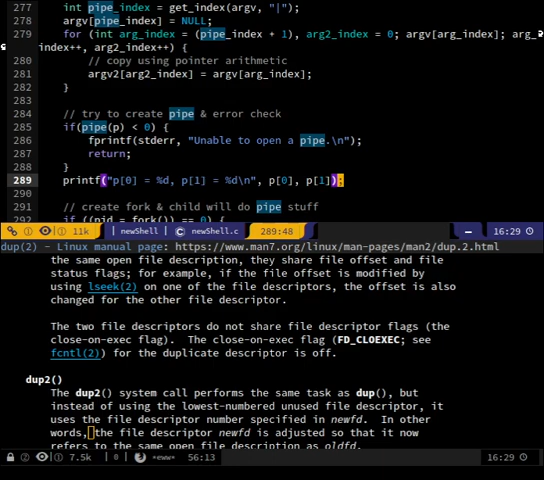 277 int pipe_index = get_index(argv, "|");
278 argv[pipe_index] = NULL;
279 for (int arg_index = (pipe_index + 1), arg2_index = 0; argv[arg_index]; arg_
index++, arg2_index++) {
280 // copy using pointer arithmetic
281 argv2[arg2_index] = argv[arg_index];
282 }
283
284 // try to create pipe & error check
285 if(pipe(p) < 0) {
286 fprintf(stderr, "Unable to open a pipe.\n");
287 return;
288 }
289 printf("p[0] = %d, p[1] = %d\n", p[0], p[1]);
290
291 // create fork & child will do pipe stuff
292 if ((pid = fork()) == 0) {
11k | newShell | newShell.c 289:48 16:29
dup(2) - Linux manual page: https://www.man7.org/linux/man-pages/man2/dup.2.html
the same open file description, they share file offset and file
status flags; for example, if the file offset is modified by
using lseek(2) on one of the file descriptors, the offset is also
changed for the other file descriptor.
The two file descriptors do not share file descriptor flags (the
close-on-exec flag). The close-on-exec flag (FD_CLOEXEC; see
fcntl(2)) for the duplicate descriptor is off.
dup2()
The dup2() system call performs the same task as dup(), but
instead of using the lowest-numbered unused file descriptor, it
uses the file descriptor number specified in newfd. In other
words, the file descriptor newfd is adjusted so that it now
refers to the same open file description as oldfd.
7.5k | 0 | *eww* 56:13 16:29